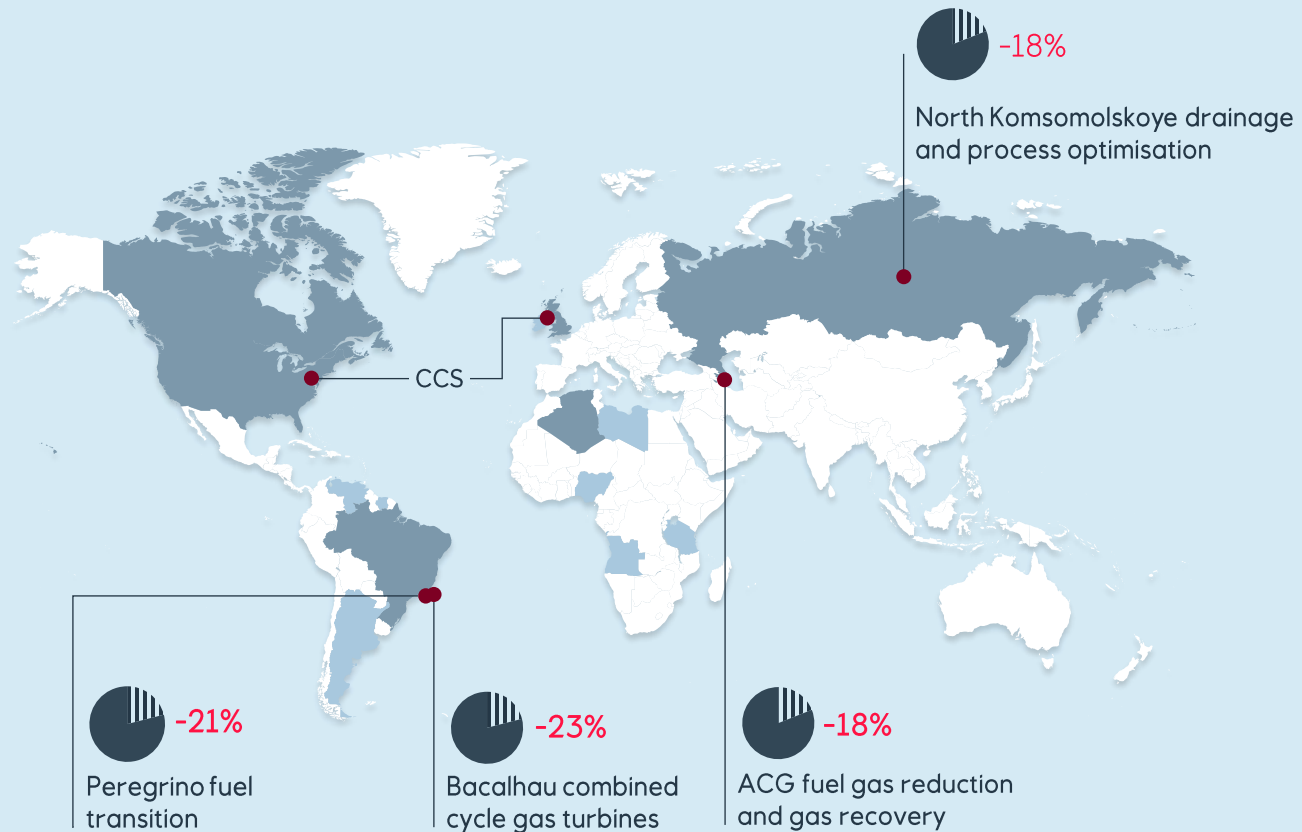 -18%
North Komsomolskoye drainage
and process optimisation
CCS
-21%
Peregrino fuel
transition
-23%
Bacalhau combined
cycle gas turbines
-18%
ACG fuel gas reduction
and gas recovery